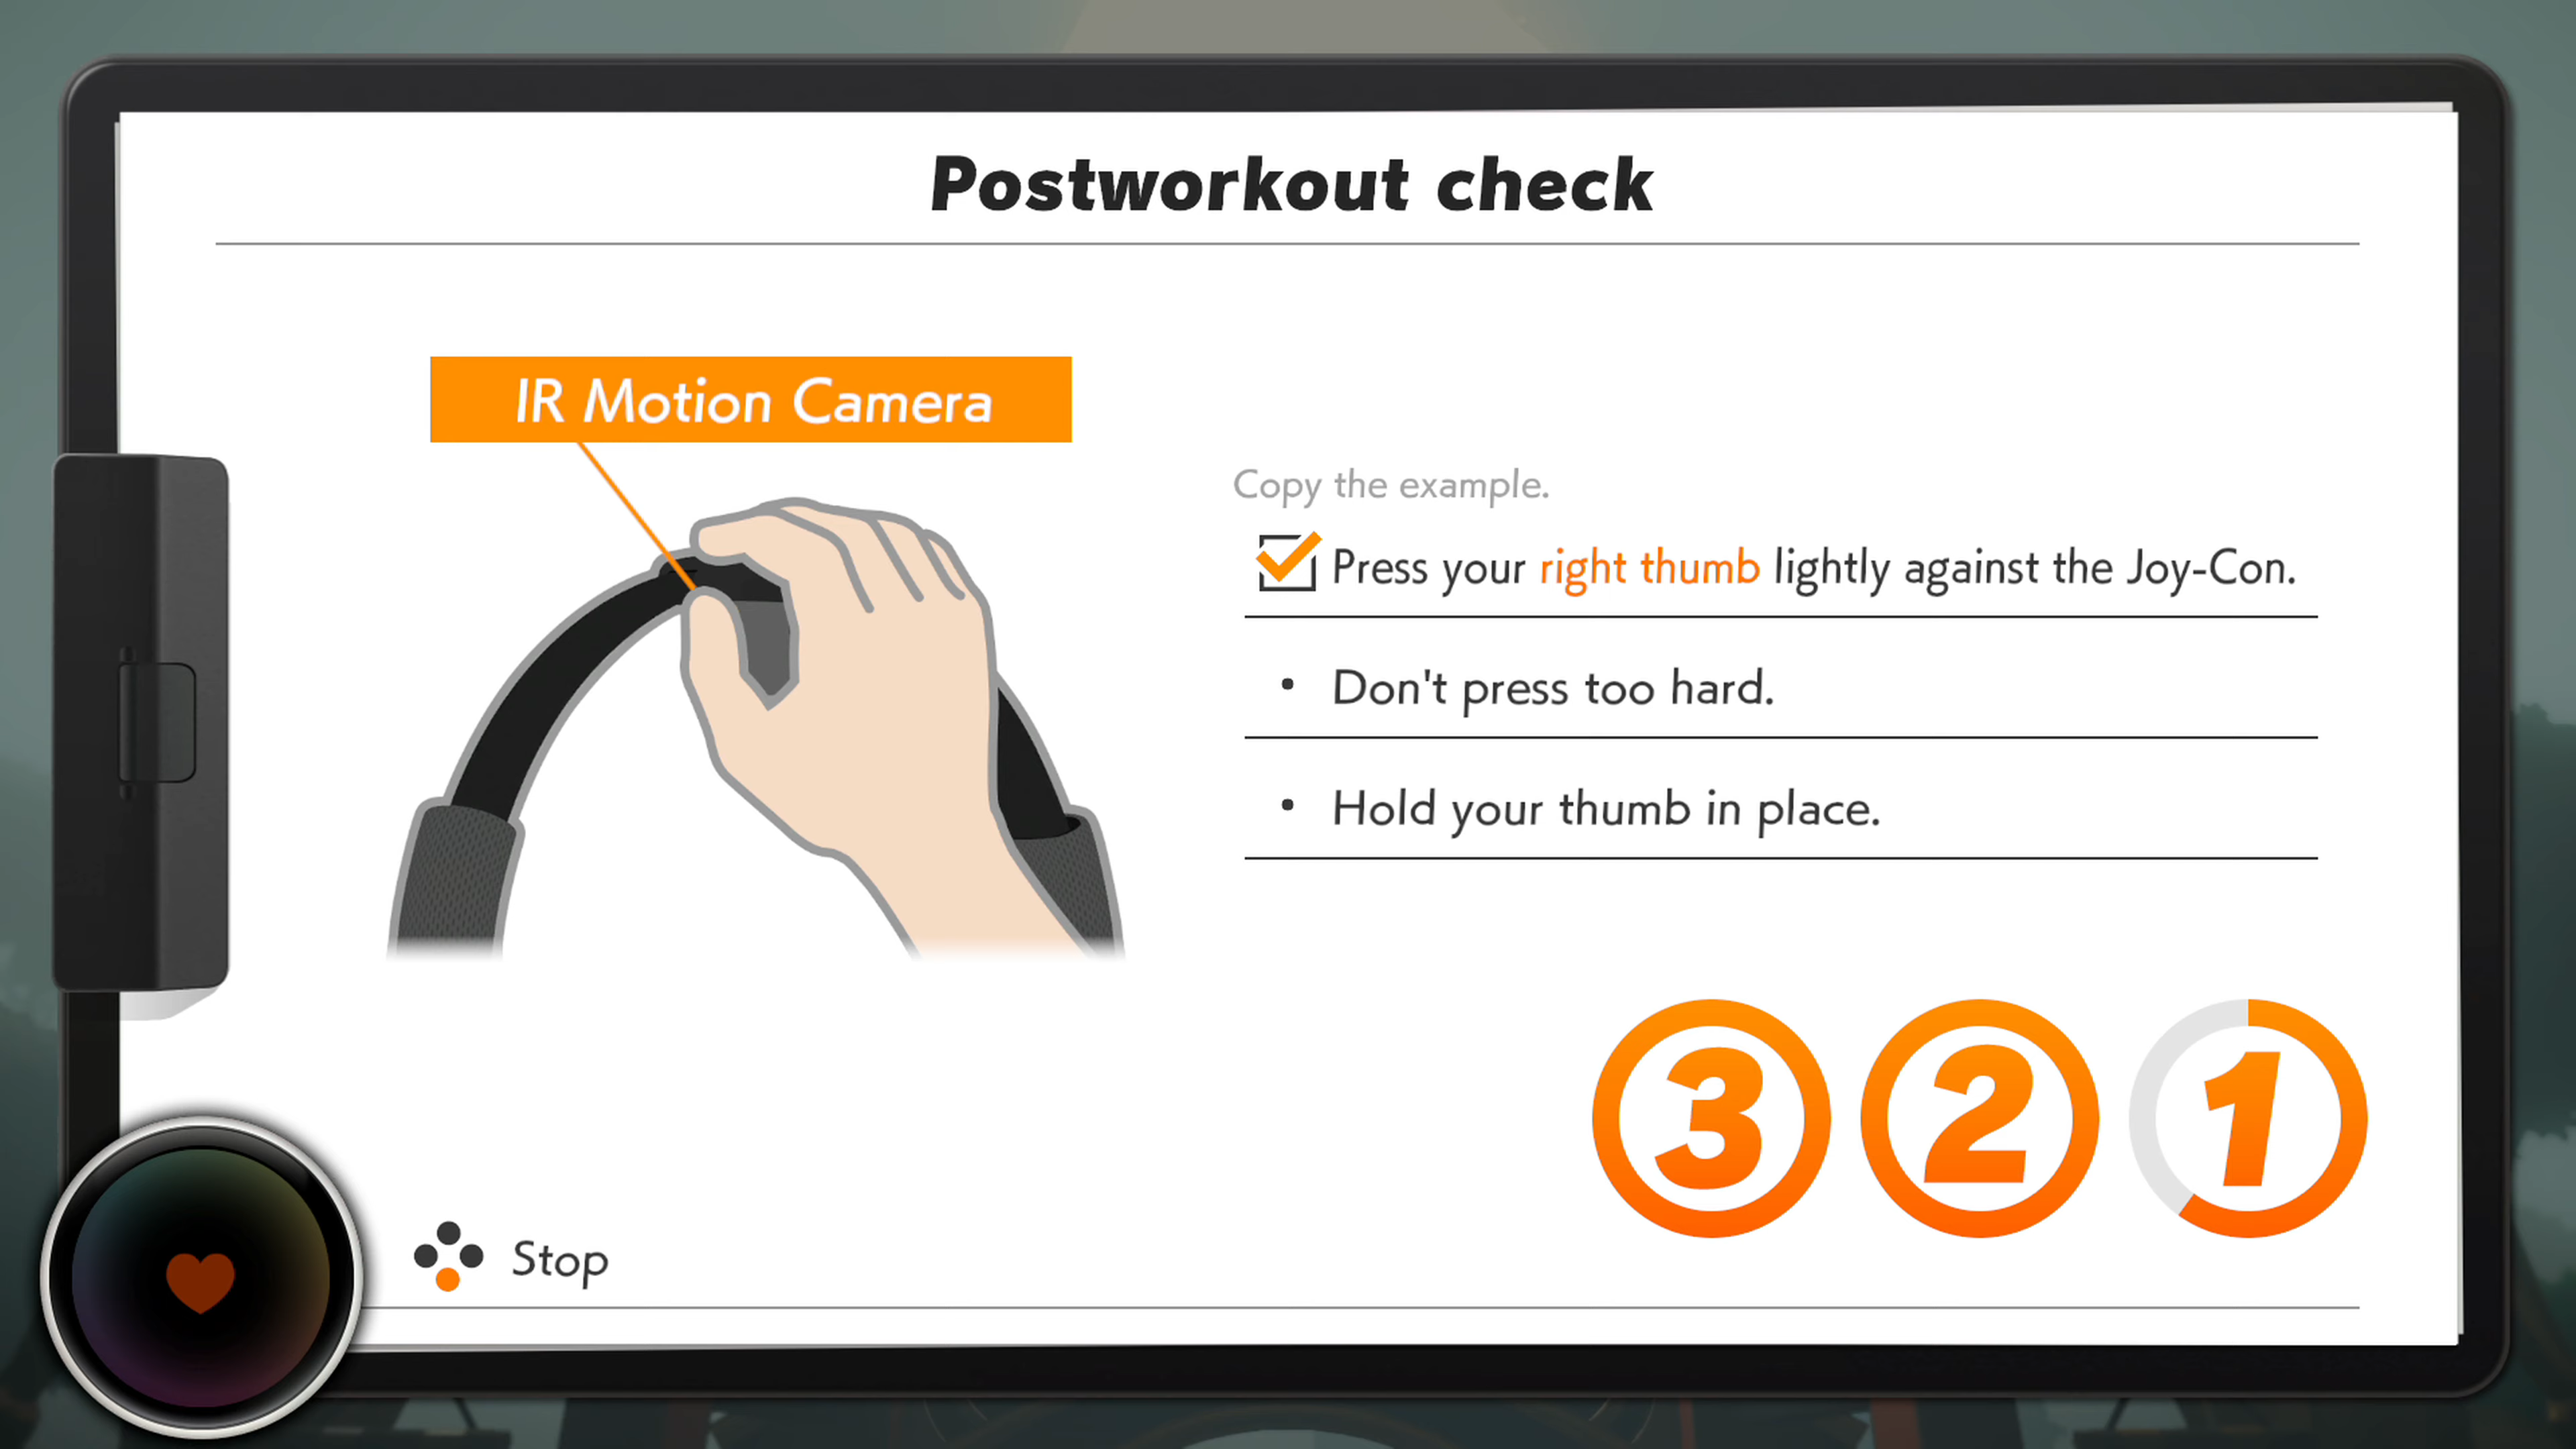 Postworkout check
IR Motion Camera
Copy the example.
Press your right thumb lightly against the Joy-Con.
• Don't press too hard.
• Hold your thumb in place.
3 2 1
Stop